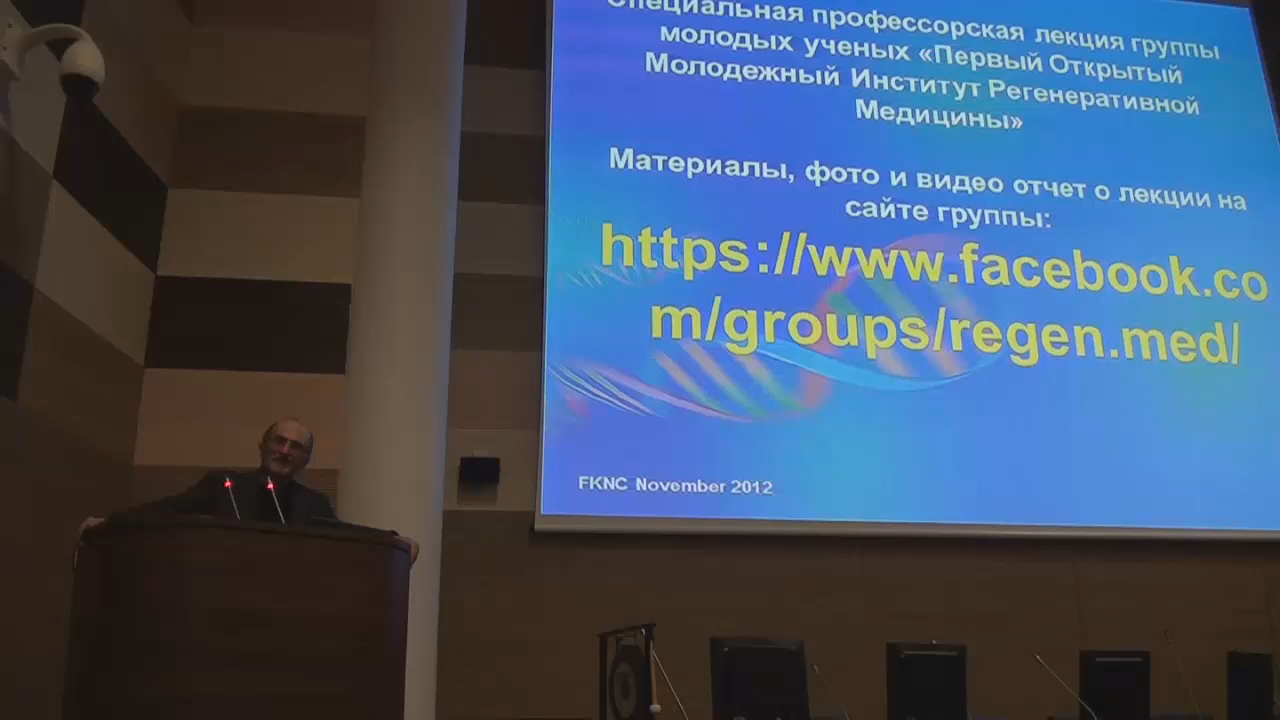 Специальная профессорская лекция группы
молодых ученых «Первый Открытый
Молодежный Институт Регенеративной
Медицины»
Материалы, фото и видео отчет о лекции на
сайте группы:
https://www.facebook.co
m/groups/regen.med/
FKNC November 2012